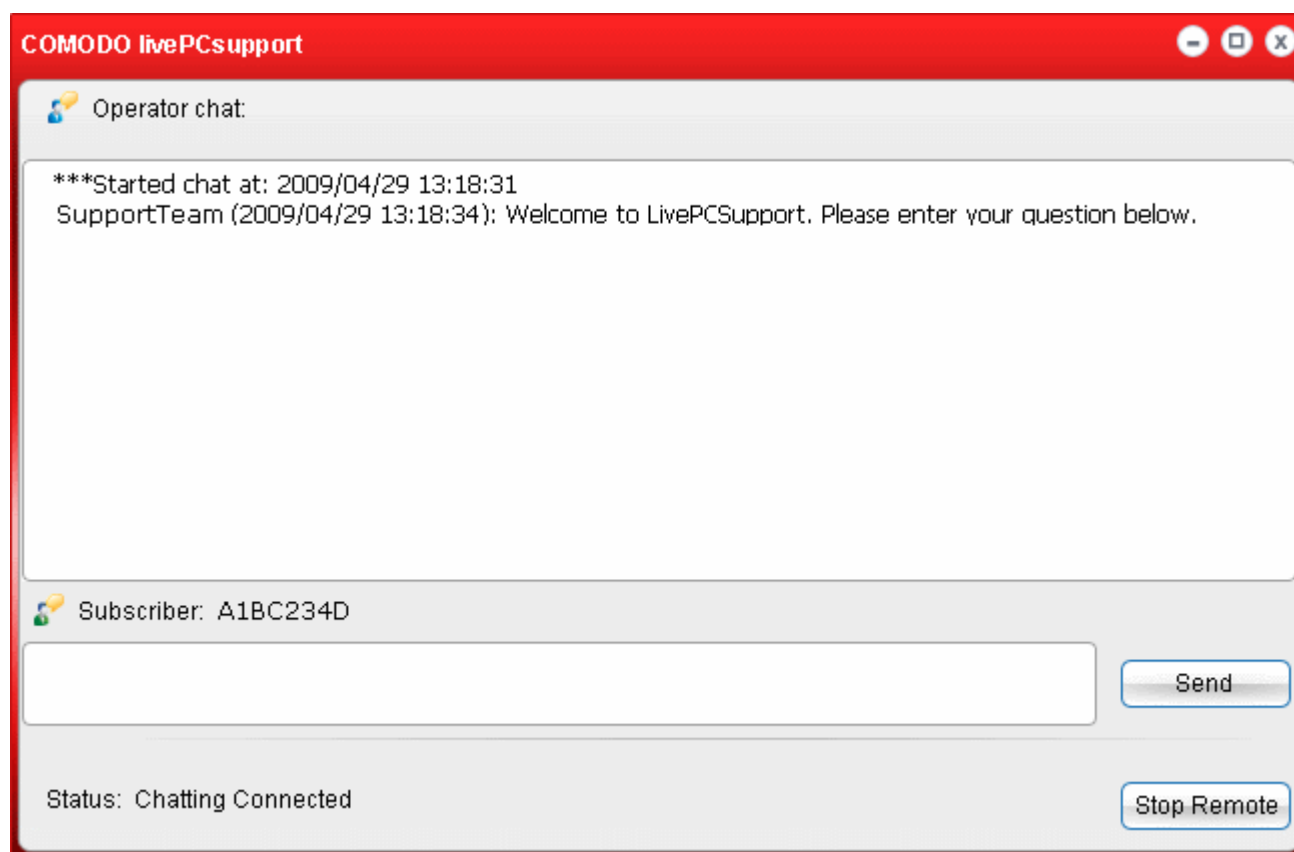 COMODO livePCsupport
Operator chat:
***Started chat at: 2009/04/29 13:18:31
SupportTeam (2009/04/29 13:18:34): Welcome to LivePCSupport. Please enter your question below.
Subscriber: A1BC234D
Send
Status: Chatting Connected
Stop Remote